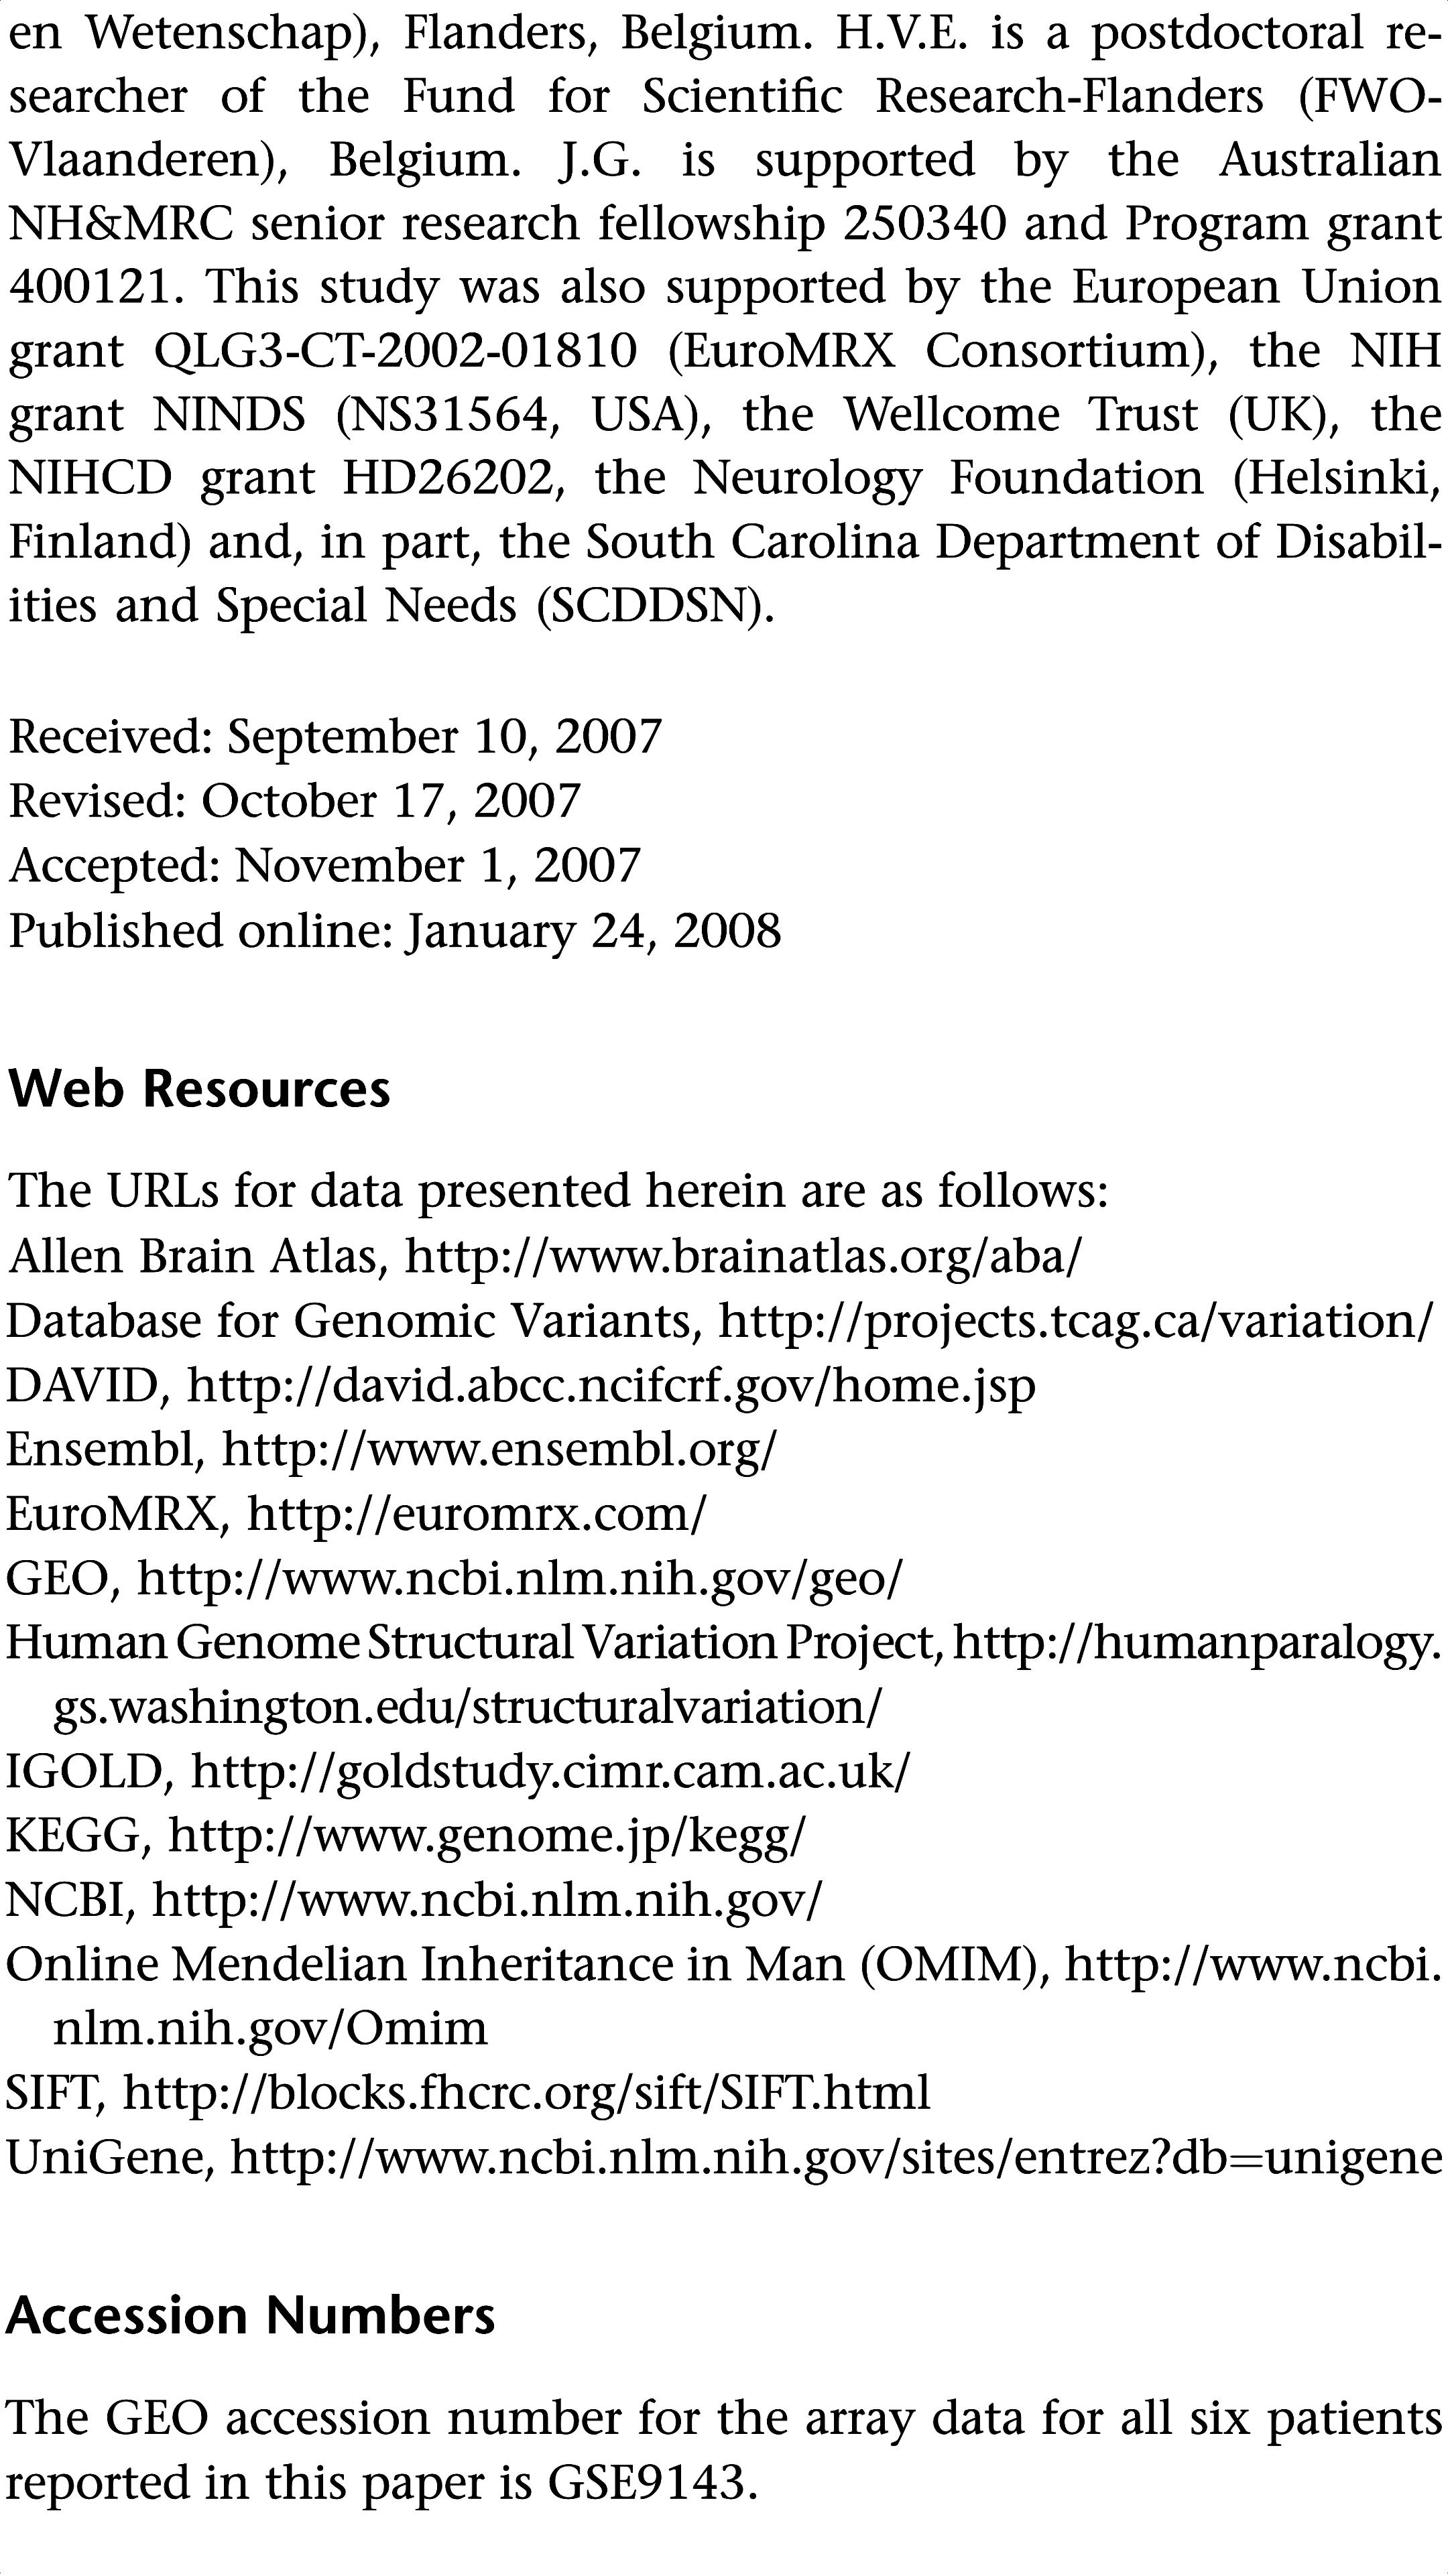 en Wetenschap), Flanders, Belgium. H.V.E. is a postdoctoral re-
searcher of the Fund for Scientific Research-Flanders (FWO-
Vlaanderen), Belgium. J.G. is supported by the Australian
NH&MRC senior research fellowship 250340 and Program grant
400121. This study was also supported by the European Union
grant QLG3-CT-2002-01810 (EuroMRX Consortium), the NIH
grant NINDS (NS31564, USA), the Wellcome Trust (UK), the
NIHCD grant HD26202, the Neurology Foundation (Helsinki,
Finland) and, in part, the South Carolina Department of Disabil-
ities and Special Needs (SCDDSN).
Received: September 10, 2007
Revised: October 17, 2007
Accepted: November 1, 2007
Published online: January 24, 2008
Web Resources
The URLs for data presented herein are as follows:
Allen Brain Atlas, http://www.brainatlas.org/aba/
Database for Genomic Variants, http://projects.tcag.ca/variation/
DAVID, http://david.abcc.ncifcrf.gov/home.jsp
Ensembl, http://www.ensembl.org/
EuroMRX, http://euromrx.com/
GEO, http://www.ncbi.nlm.nih.gov/geo/
Human Genome Structural Variation Project, http://humanparalogy.
gs.washington.edu/structuralvariation/
IGOLD, http://goldstudy.cimr.cam.ac.uk/
KEGG, http://www.genome.jp/kegg/
NCBI, http://www.ncbi.nlm.nih.gov/
Online Mendelian Inheritance in Man (OMIM), http://www.ncbi.
nlm.nih.gov/Omim
SIFT, http://blocks.fhcrc.org/sift/SIFT.html
UniGene, http://www.ncbi.nlm.nih.gov/sites/entrez?db=unigene
Accession Numbers
The GEO accession number for the array data for all six patients
reported in this paper is GSE9143.